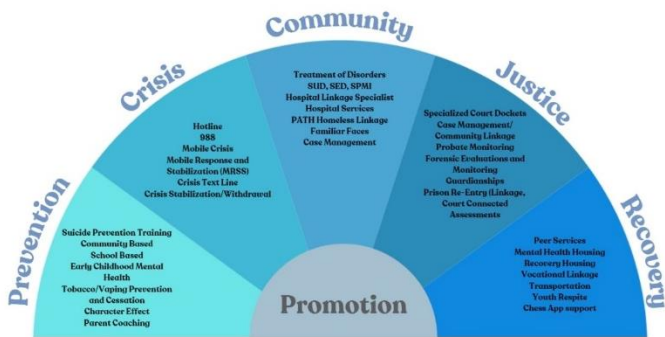 Prevention
Suicide Prevention Training
Community Based
School Based
Early Childhood Mental
Health
Tobacco/Vaping Prevention
and Cessation
Character Effect
Parent Coaching
Crisis
Hotline
988
Mobile Crisis
Mobile Response and
Stabilization (MRSS)
Crisis Text Line
Crisis Stabilization/Withdrawal
Community
Treatment of Disorders
SUD, SED, SPMI
Hospital Linkage Specialist
Hospital Services
PATH Homeless Linkage
Familiar Faces
Case Management
Justice
Specialized Court Dockets
Case Management/
Community Linkage
Probate Monitoring
Forensic Evaluations and
Monitoring
Guardianships
Prison Re-Entry (Linkage,
Court Connected
Assessments
Recovery
Peer Services
Mental Health Housing
Recovery Housing
Vocational Linkage
Transportation
Youth Respite
Chess App support
Promotion